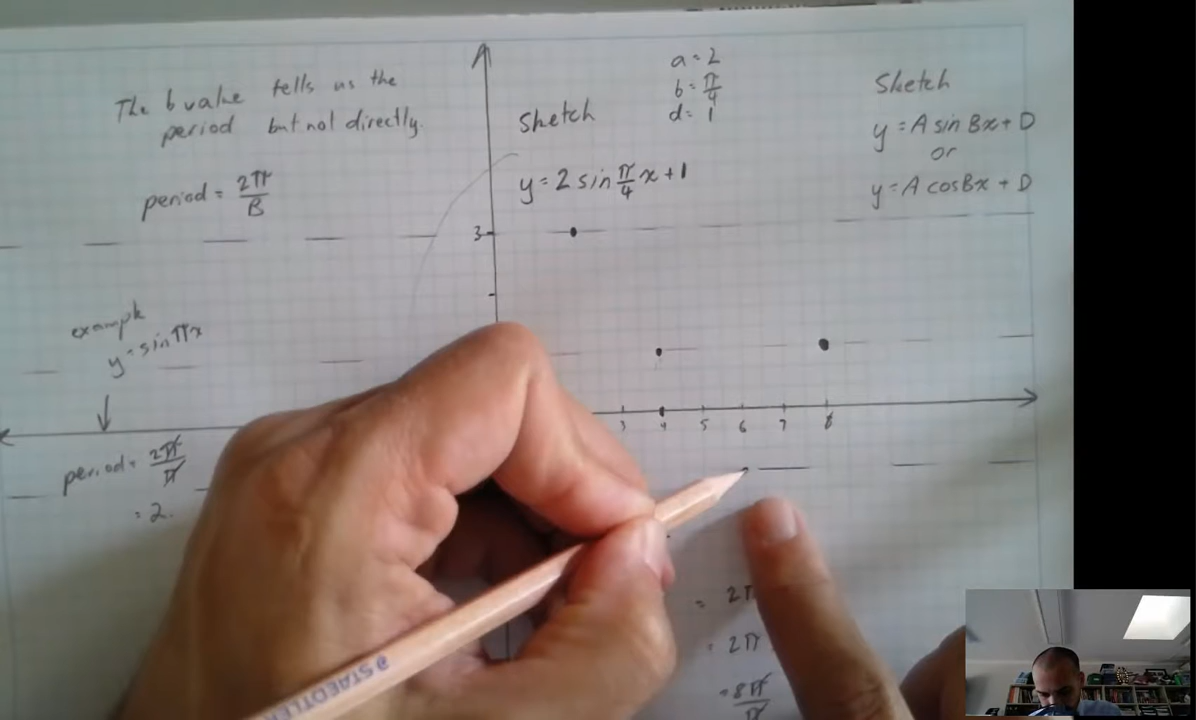 The b value tells us the
period but not directly.
period = 2π/B
example
y = sin πx
period = 2π/π
= 2.
Sketch
y = 2 sin π/4 x + 1
a = 2
b = π/4
d = 1
Sketch
y = A sin Bx + D
or
y = A cos Bx + D
3
3 4 5 6 7 8
= 2π
= 2π
= 8π/π
STAEDTLER